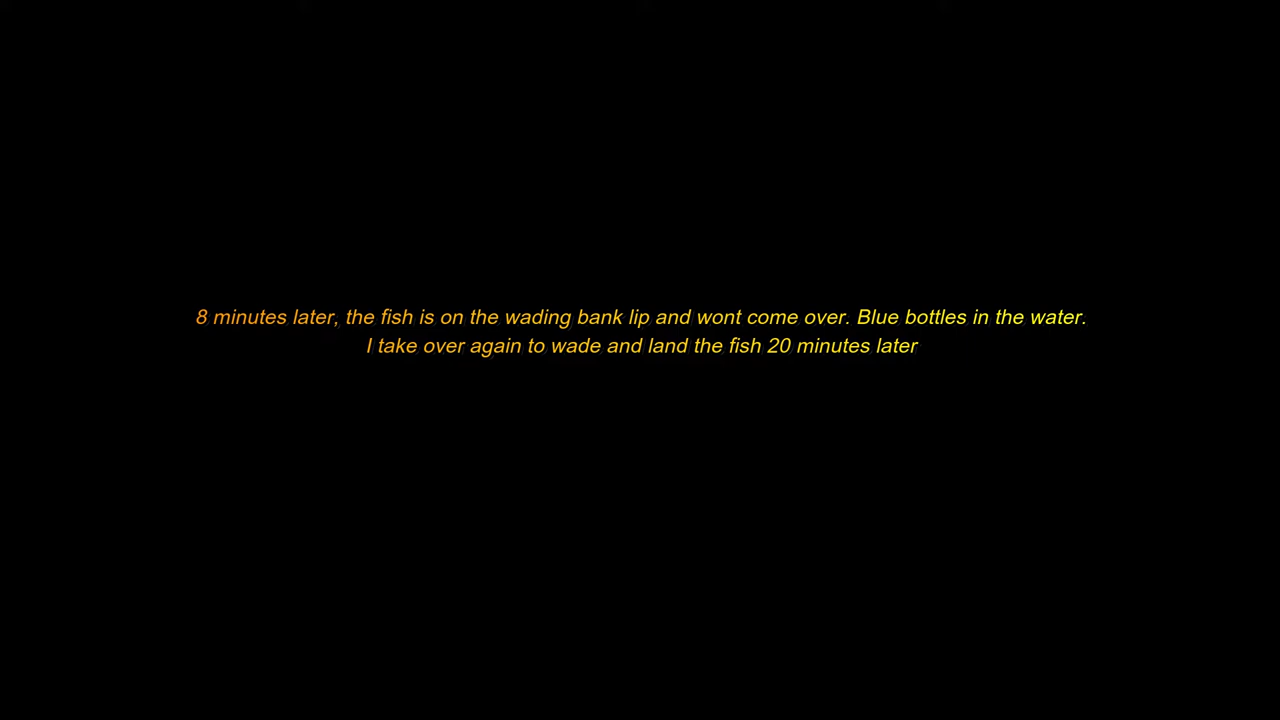 8 minutes later, the fish is on the wading bank lip and wont come over. Blue bottles in the water.
I take over again to wade and land the fish 20 minutes later